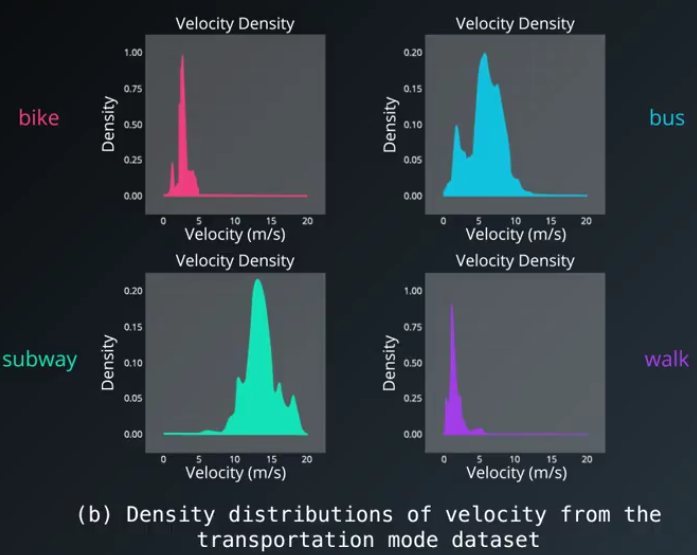 Velocity Density
bike
Density
1.00
0.75
0.50
0.25
0.00
0 5 10 15 20
Velocity (m/s)
Velocity Density
Density
0.20
0.15
0.10
0.05
0.00
0 5 10 15 20
Velocity (m/s)
bus
Velocity Density
subway
Density
0.20
0.15
0.10
0.05
0.00
0 5 10 15 20
Velocity (m/s)
Velocity Density
Density
1.00
0.75
0.50
0.25
0.00
0 5 10 15 20
Velocity (m/s)
walk
(b) Density distributions of velocity from the
transportation mode dataset